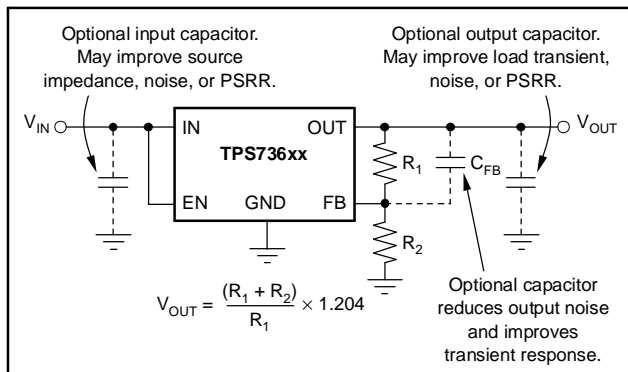 Optional input capacitor.
May improve source
impedance, noise, or PSRR.
Optional output capacitor.
May improve load transient,
noise, or PSRR.
VIN
IN
OUT
VOUT
TPS736xx
R1
CFB
EN
GND
FB
R2
VOUT = (R1 + R2) / R1 × 1.204
Optional capacitor
reduces output noise
and improves
transient response.